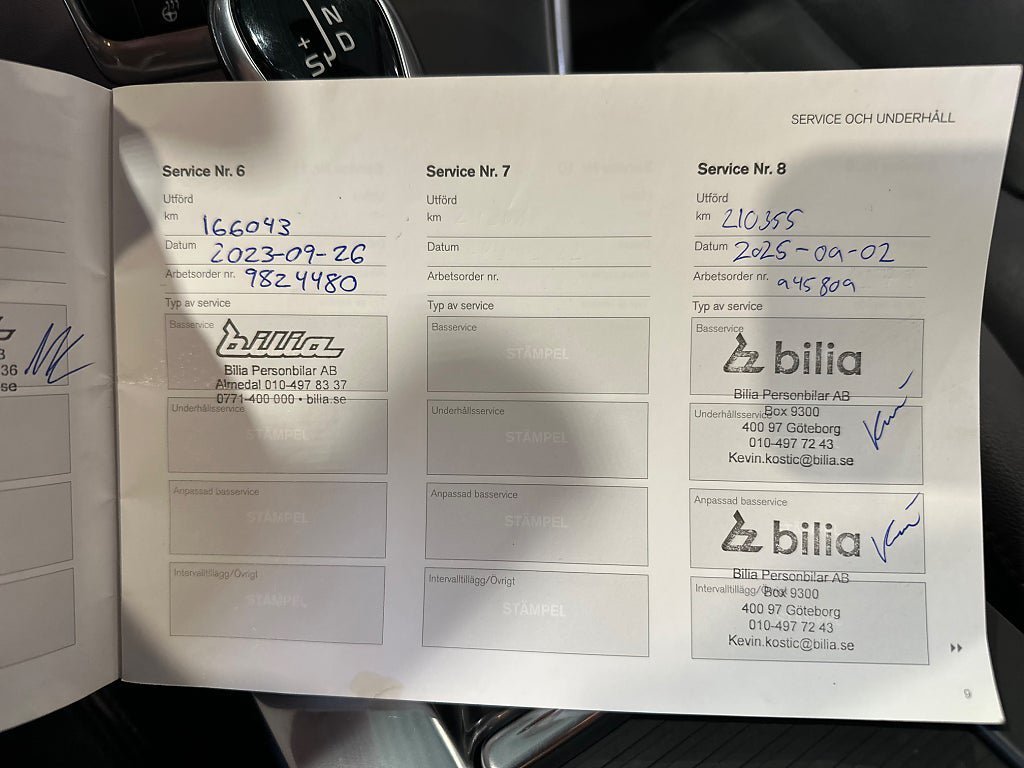 N
D
+
S
SERVICE OCH UNDERHÅLL
Service Nr. 6
Utförd
km 166043
Datum 2023-09-26
Arbetsorder nr. 9824480
Typ av service
Basservice
bilia
Bilia Personbilar AB
Almedal 010-497 83 37
0771-400 000 • bilia.se
Underhållsservice
STÄMPEL
Anpassad basservice
STÄMPEL
Intervalltillägg/Övrigt
STÄMPEL
Service Nr. 7
Utförd
km
Datum
Arbetsorder nr.
Typ av service
Basservice
STÄMPEL
Underhållsservice
STÄMPEL
Anpassad basservice
STÄMPEL
Intervalltillägg/Övrigt
STÄMPEL
Service Nr. 8
Utförd
km 210355
Datum 2025-09-02
Arbetsorder nr. 945809
Typ av service
Basservice
bilia
Bilia Personbilar AB
Underhållsservice
Box 9300
400 97 Göteborg
010-497 72 43
Kevin.kostic@bilia.se
Anpassad basservice
bilia
Bilia Personbilar AB
Intervalltillägg/Övrigt
Box 9300
400 97 Göteborg
010-497 72 43
Kevin.kostic@bilia.se
9
36
se